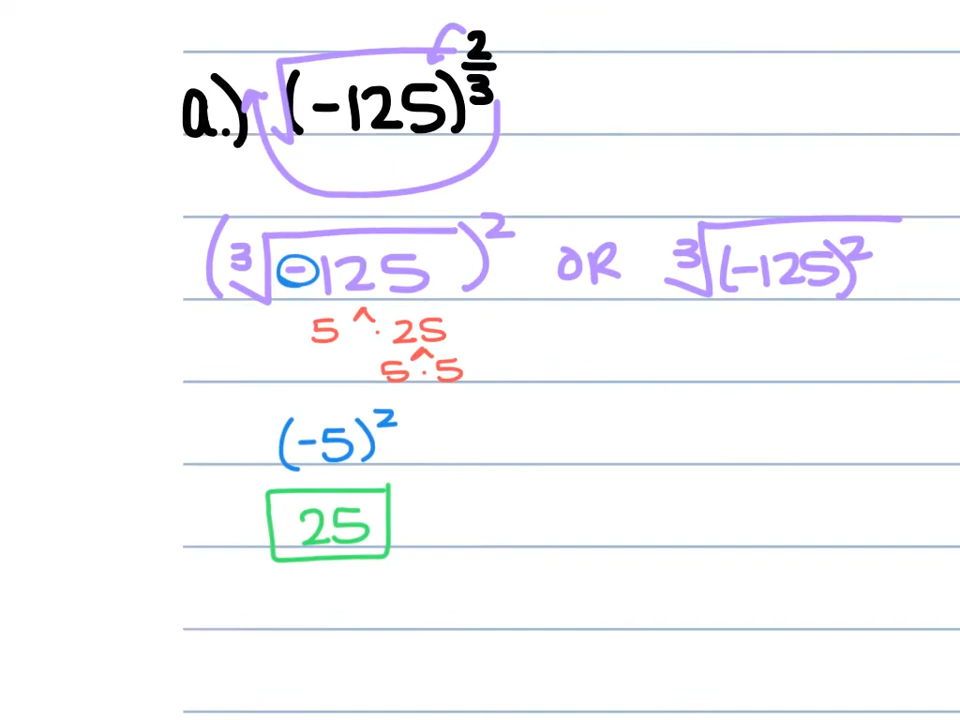 a.) √(-125)^(2/3)
(∛-125)² OR ∛(-125)²
5 · 25
5 · 5
(-5)²
25